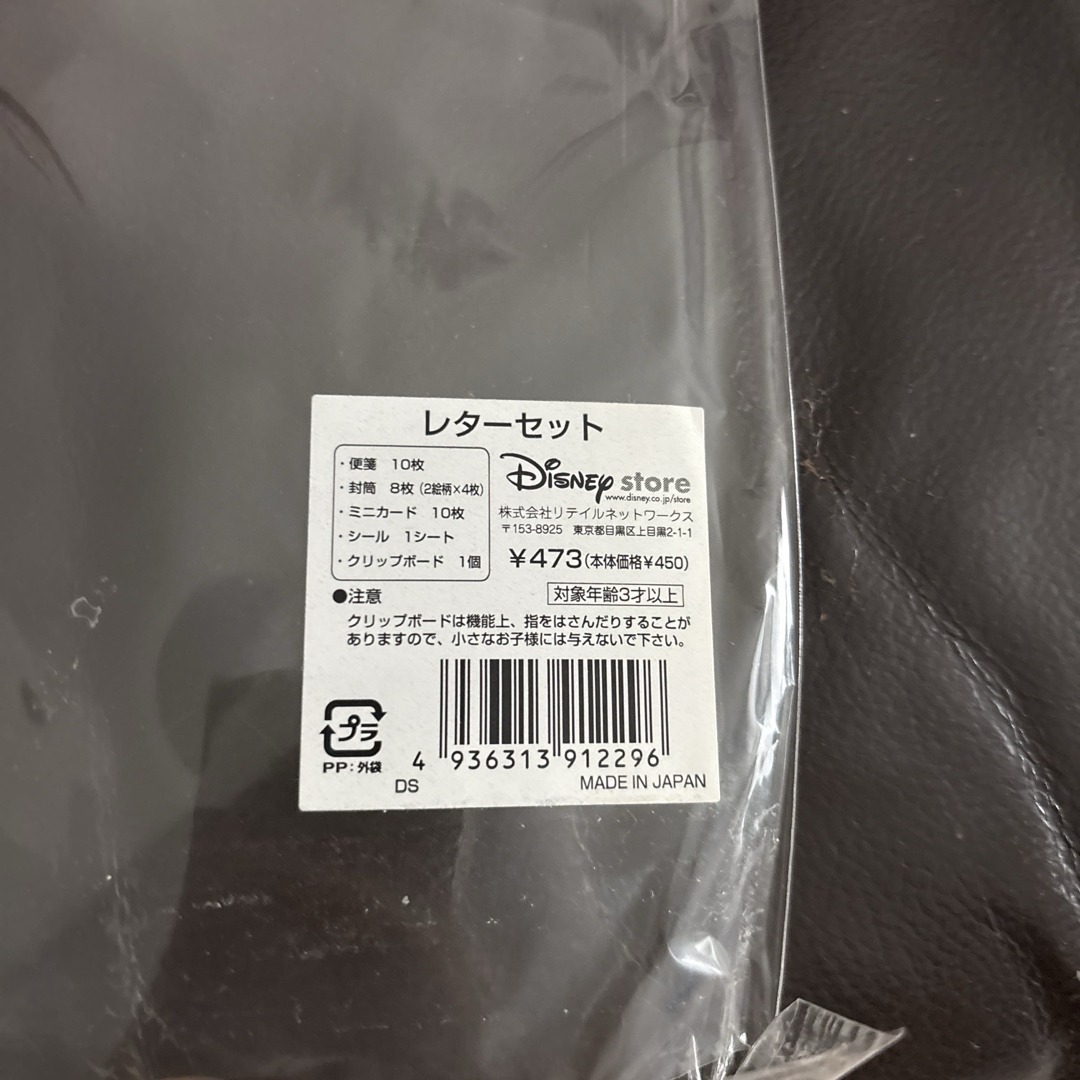 レターセット
・便箋 10枚
・封筒 8枚(2絵柄×4枚)
・ミニカード 10枚
・シール 1シート
・クリップボード 1個
Disney store
www.disney.co.jp/store
株式会社リテイルネットワークス
〒153-8925 東京都目黒区上目黒2-1-1
¥473(本体価格¥450)
●注意
対象年齢3才以上
クリップボードは機能上、指をはさんだりすることが
ありますので、小さなお子様には与えないで下さい。
プラ
PP:外袋
4 936313 912296
DS
MADE IN JAPAN